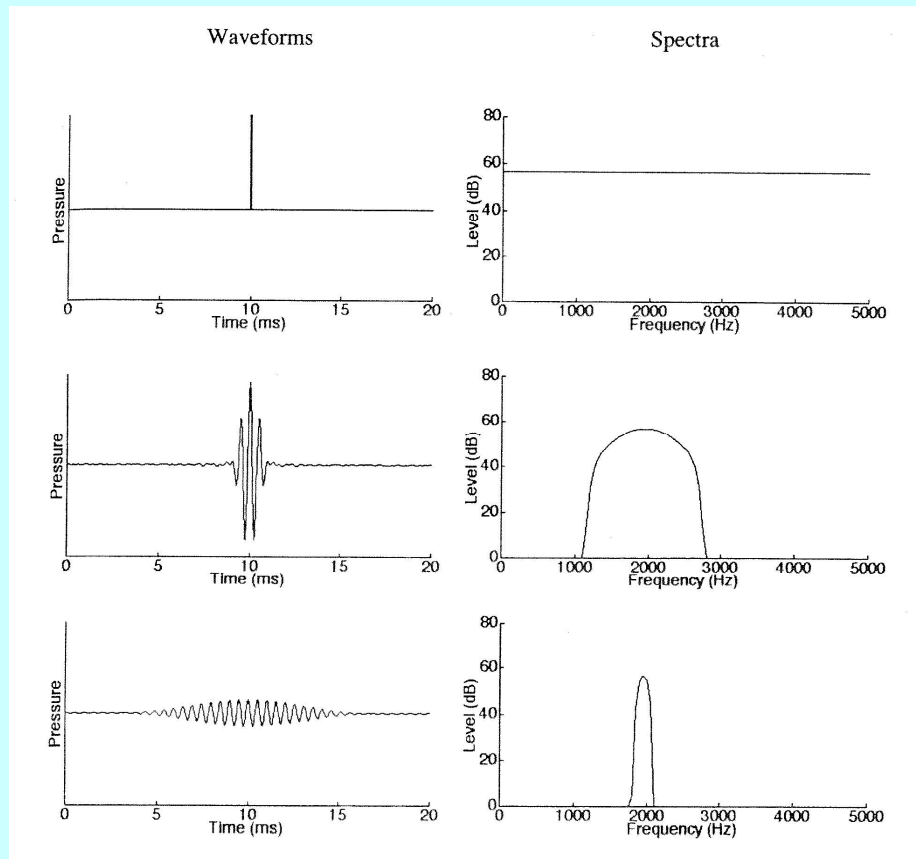 Waveforms
Spectra
Pressure
0 5 10 15 20
Time (ms)
Level (dB)
80
60
40
20
0
0 1000 2000 3000 4000 5000
Frequency (Hz)
Pressure
0 5 10 15 20
Time (ms)
Level (dB)
80
60
40
20
0
0 1000 2000 3000 4000 5000
Frequency (Hz)
Pressure
0 5 10 15 20
Time (ms)
Level (dB)
80
60
40
20
0
0 1000 2000 3000 4000 5000
Frequency (Hz)